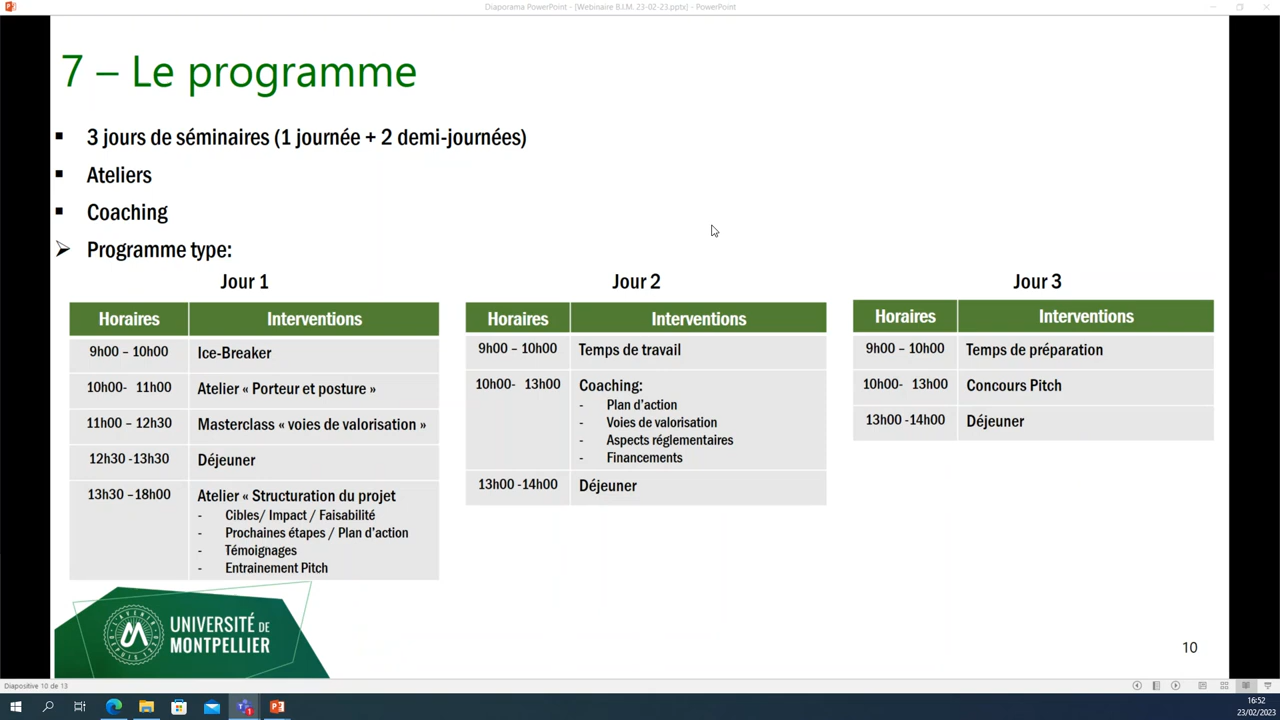 Diaporama PowerPoint - [Webinaire B.I.M. 23-02-23.pptx] - PowerPoint
7 – Le programme
3 jours de séminaires (1 journée + 2 demi-journées)
Ateliers
Coaching
Programme type:
Jour 1
Horaires Interventions
9h00 – 10h00 Ice-Breaker
10h00- 11h00 Atelier « Porteur et posture »
11h00 – 12h30 Masterclass « voies de valorisation »
12h30 -13h30 Déjeuner
13h30 –18h00 Atelier « Structuration du projet
- Cibles/ Impact / Faisabilité
- Prochaines étapes / Plan d'action
- Témoignages
- Entrainement Pitch
Jour 2
Horaires Interventions
9h00 – 10h00 Temps de travail
10h00- 13h00 Coaching:
- Plan d'action
- Voies de valorisation
- Aspects réglementaires
- Financements
13h00 -14h00 Déjeuner
Jour 3
Horaires Interventions
9h00 – 10h00 Temps de préparation
10h00- 13h00 Concours Pitch
13h00 -14h00 Déjeuner
UNIVERSITÉ DE
MONTPELLIER
10
Diapositive 10 de 13
16:52
23/02/2023